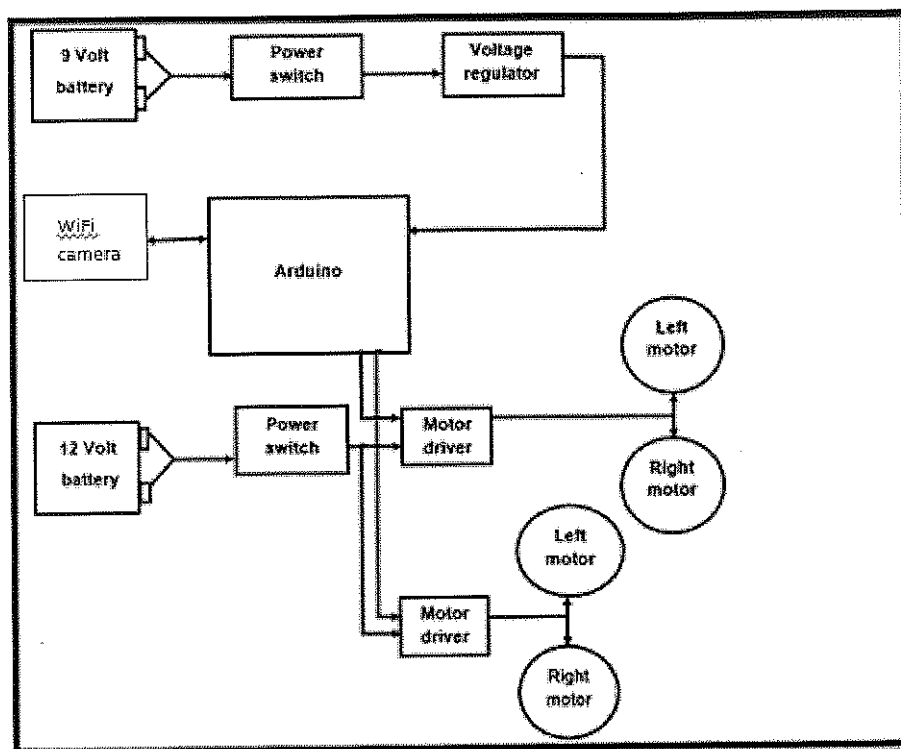 9 Volt
battery
Power
switch
Voltage
regulator
WiFi
camera
Arduino
Left
motor
12 Volt
battery
Power
switch
Motor
driver
Right
motor
Left
motor
Motor
driver
Right
motor